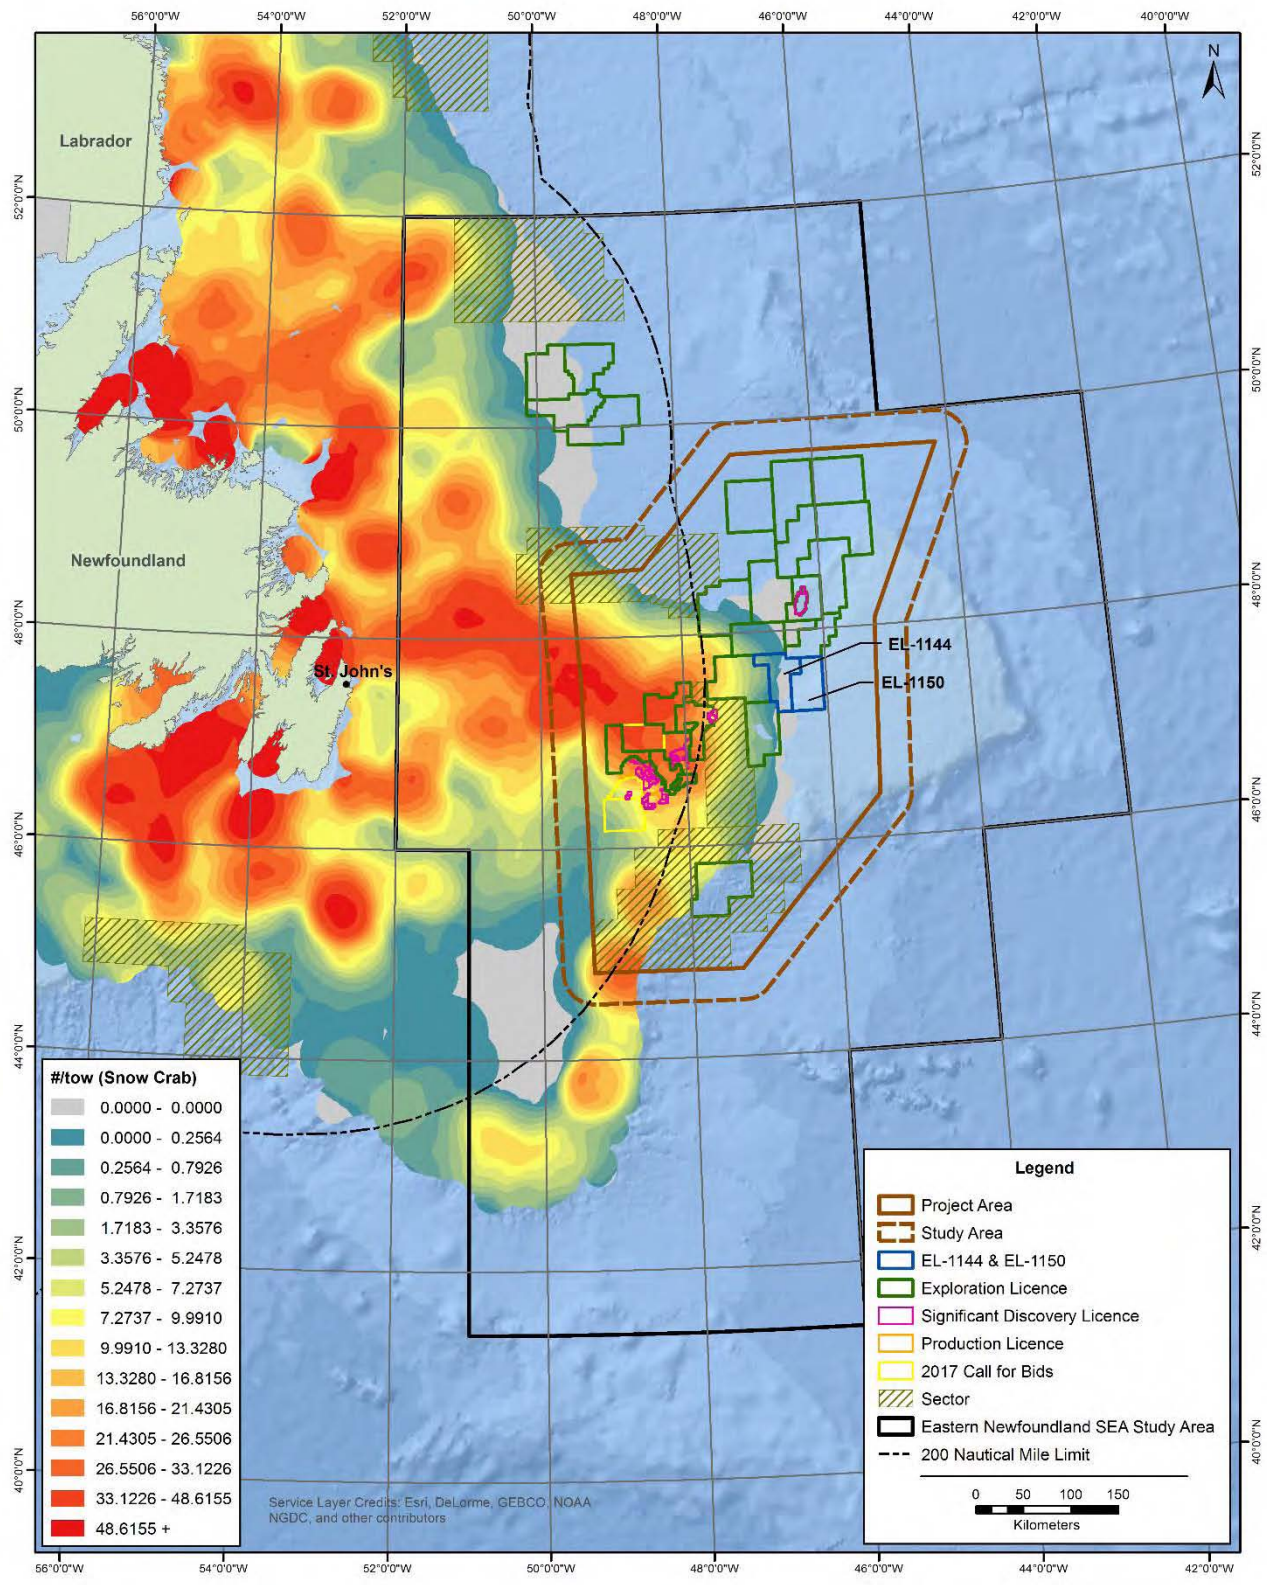 56°0'0"W 54°0'0"W 52°0'0"W 50°0'0"W 48°0'0"W 46°0'0"W 44°0'0"W 42°0'0"W 40°0'0"W
N
Labrador
52°0'0"N
52°0'0"N
50°0'0"N
50°0'0"N
Newfoundland
48°0'0"N
48°0'0"N
EL-1144
St. John's
EL-1150
46°0'0"N
46°0'0"N
44°0'0"N
44°0'0"N
#/tow (Snow Crab)
0.0000 - 0.0000
0.0000 - 0.2564
0.2564 - 0.7926
0.7926 - 1.7183
1.7183 - 3.3576
3.3576 - 5.2478
5.2478 - 7.2737
7.2737 - 9.9910
9.9910 - 13.3280
13.3280 - 16.8156
16.8156 - 21.4305
21.4305 - 26.5506
26.5506 - 33.1226
33.1226 - 48.6155
48.6155 +
42°0'0"N
42°0'0"N
40°0'0"N
40°0'0"N
Service Layer Credits: Esri, DeLorme, GEBCO, NOAA
NGDC, and other contributors
Legend
Project Area
Study Area
EL-1144 & EL-1150
Exploration Licence
Significant Discovery Licence
Production Licence
2017 Call for Bids
Sector
Eastern Newfoundland SEA Study Area
200 Nautical Mile Limit
0 50 100 150
Kilometers
56°0'0"W 54°0'0"W 52°0'0"W 50°0'0"W 48°0'0"W 46°0'0"W 44°0'0"W 42°0'0"W